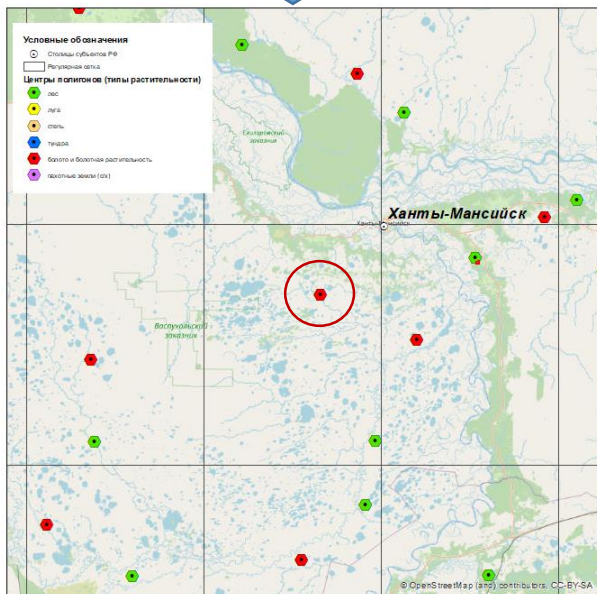 Условные обозначения
Столицы субъектов РФ
Регулярная сетка
Центры полигонов (типы растительности)
лес
луга
степь
тундра
болото и болотная растительность
пахотные земли (с/х)
Елизаровский
заказник
Ханты-Мансийск
Ханты-Мансийск
Васпухольский
заказник
© OpenStreetMap (and) contributors, CC-BY-SA